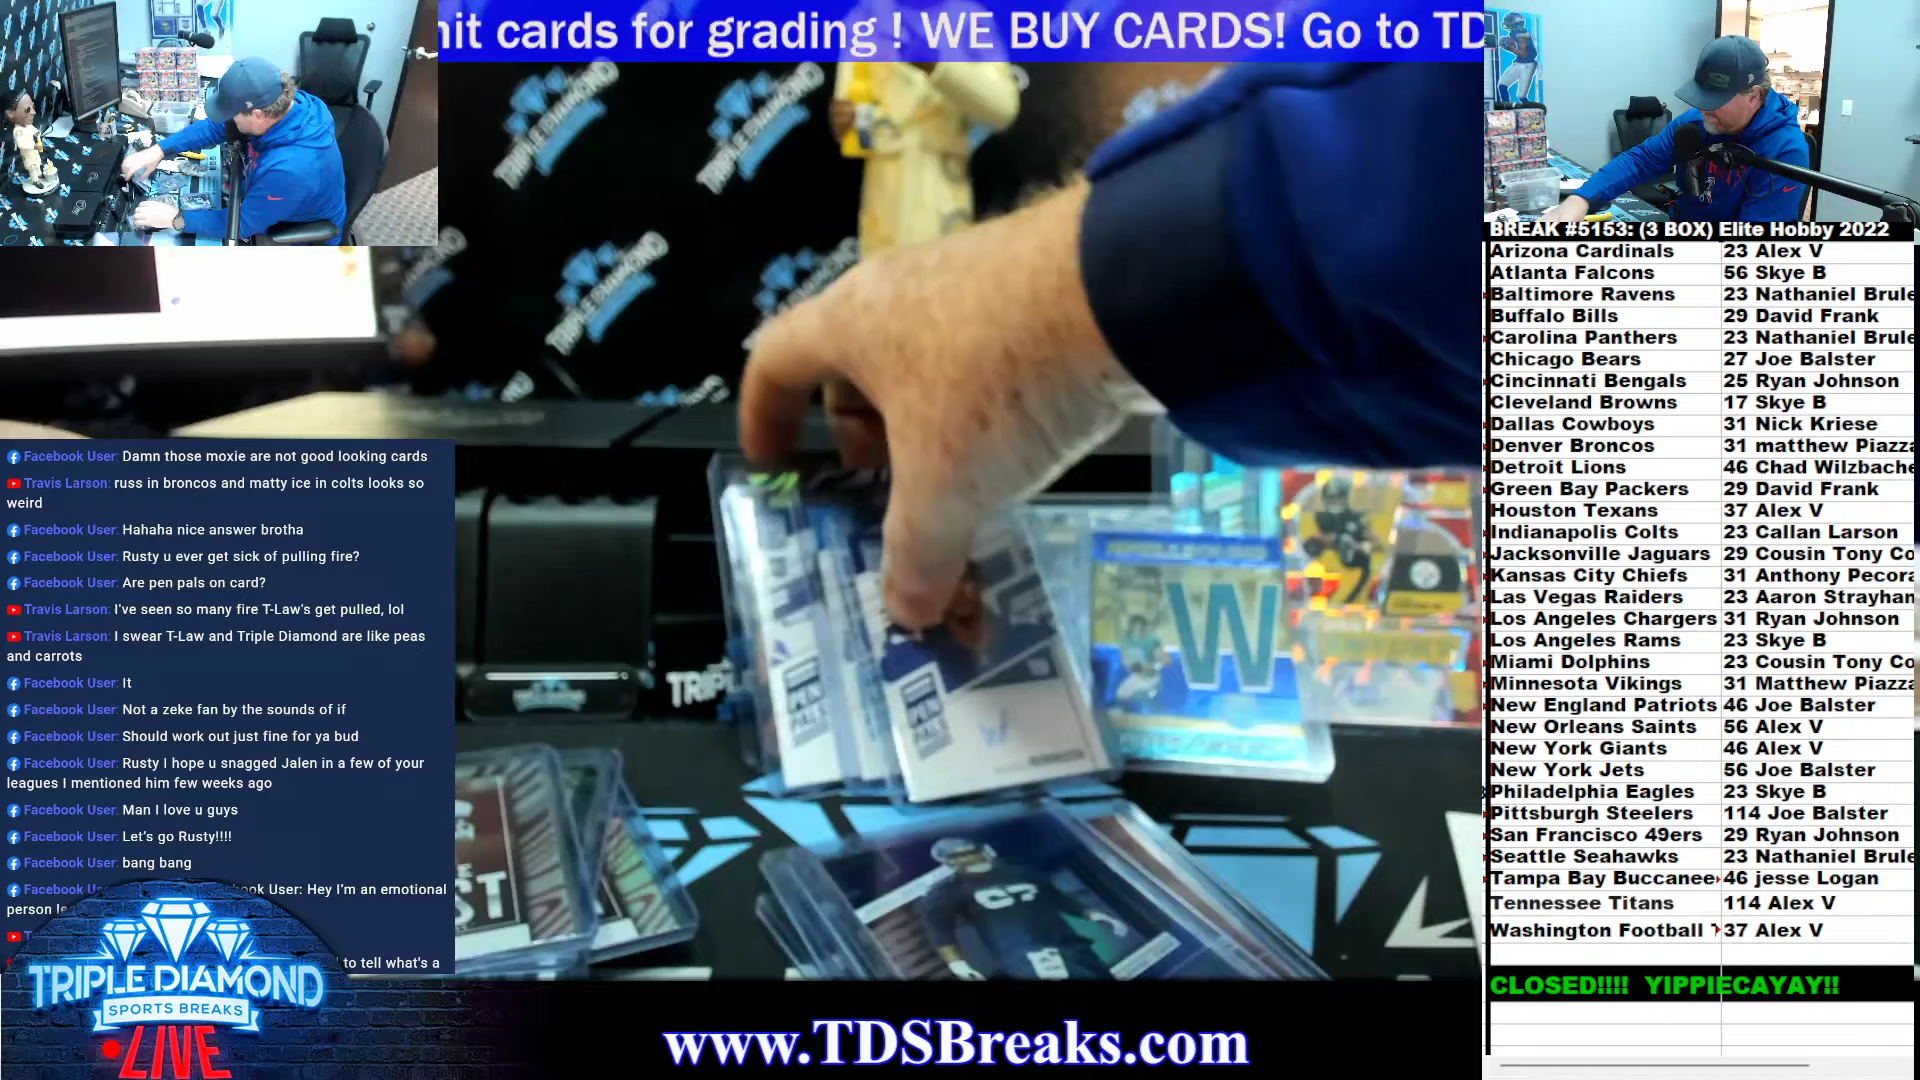 nit cards for grading ! WE BUY CARDS! Go to TD
TRIPLE DIAMOND
TRIPLE DIAMOND
TRIPLE DIAMOND
TRIPLE
PEN PALS
PEN PALS
W
Facebook User: Damn those moxie are not good looking cards
Travis Larson: russ in broncos and matty ice in colts looks so
weird
Facebook User: Hahaha nice answer brotha
Facebook User: Rusty u ever get sick of pulling fire?
Facebook User: Are pen pals on card?
Travis Larson: I've seen so many fire T-Law's get pulled, lol
Travis Larson: I swear T-Law and Triple Diamond are like peas
and carrots
Facebook User: It
Facebook User: Not a zeke fan by the sounds of if
Facebook User: Should work out just fine for ya bud
Facebook User: Rusty I hope u snagged Jalen in a few of your
leagues I mentioned him few weeks ago
Facebook User: Man I love u guys
Facebook User: Let's go Rusty!!!!
Facebook User: bang bang
ook User: Hey I'm an emotional
person le
to tell what's a
TRIPLE DIAMOND
SPORTS BREAKS
LIVE
www.TDSBreaks.com
BREAK #5153: (3 BOX) Elite Hobby 2022
Arizona Cardinals 23 Alex V
Atlanta Falcons 56 Skye B
Baltimore Ravens 23 Nathaniel Brule
Buffalo Bills 29 David Frank
Carolina Panthers 23 Nathaniel Brule
Chicago Bears 27 Joe Balster
Cincinnati Bengals 25 Ryan Johnson
Cleveland Browns 17 Skye B
Dallas Cowboys 31 Nick Kriese
Denver Broncos 31 matthew Piazza
Detroit Lions 46 Chad Wilzbache
Green Bay Packers 29 David Frank
Houston Texans 37 Alex V
Indianapolis Colts 23 Callan Larson
Jacksonville Jaguars 29 Cousin Tony Co
Kansas City Chiefs 31 Anthony Pecora
Las Vegas Raiders 23 Aaron Strayhan
Los Angeles Chargers 31 Ryan Johnson
Los Angeles Rams 23 Skye B
Miami Dolphins 23 Cousin Tony Co
Minnesota Vikings 31 Matthew Piazza
New England Patriots 46 Joe Balster
New Orleans Saints 56 Alex V
New York Giants 46 Alex V
New York Jets 56 Joe Balster
Philadelphia Eagles 23 Skye B
Pittsburgh Steelers 114 Joe Balster
San Francisco 49ers 29 Ryan Johnson
Seattle Seahawks 23 Nathaniel Brule
Tampa Bay Buccanee 46 jesse Logan
Tennessee Titans 114 Alex V
Washington Football 37 Alex V
CLOSED!!!! YIPPIECAYAY!!